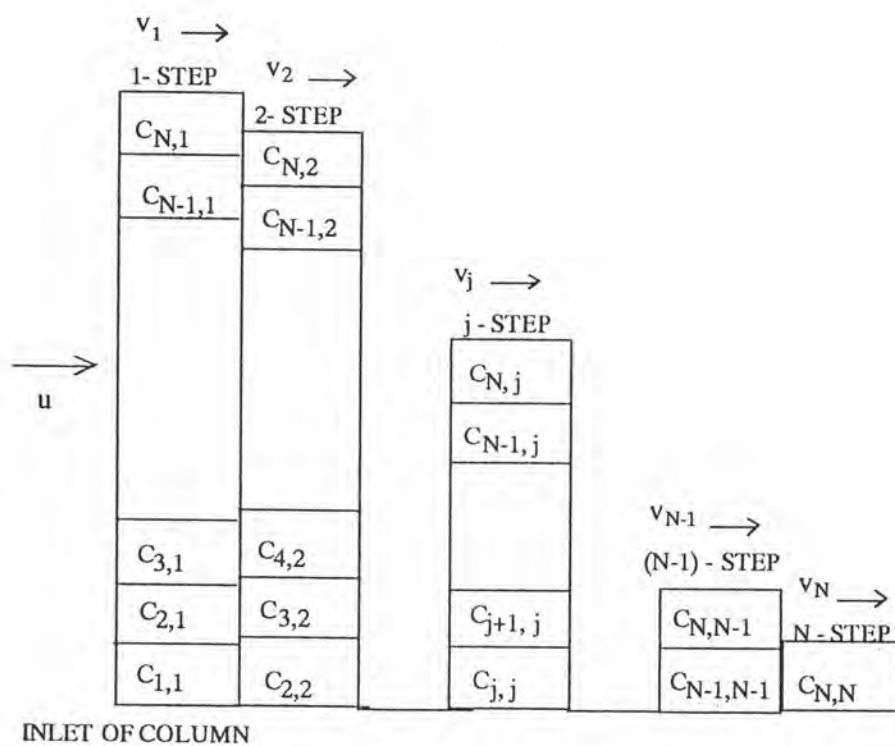 v1
1- STEP
CN,1
CN-1,1
C3,1
C2,1
C1,1
v2
2- STEP
CN,2
CN-1,2
C4,2
C3,2
C2,2
u
vj
j - STEP
CN, j
CN-1, j
Cj+1, j
Cj, j
vN-1
(N-1) - STEP
CN,N-1
CN-1,N-1
vN
N - STEP
CN,N
INLET OF COLUMN